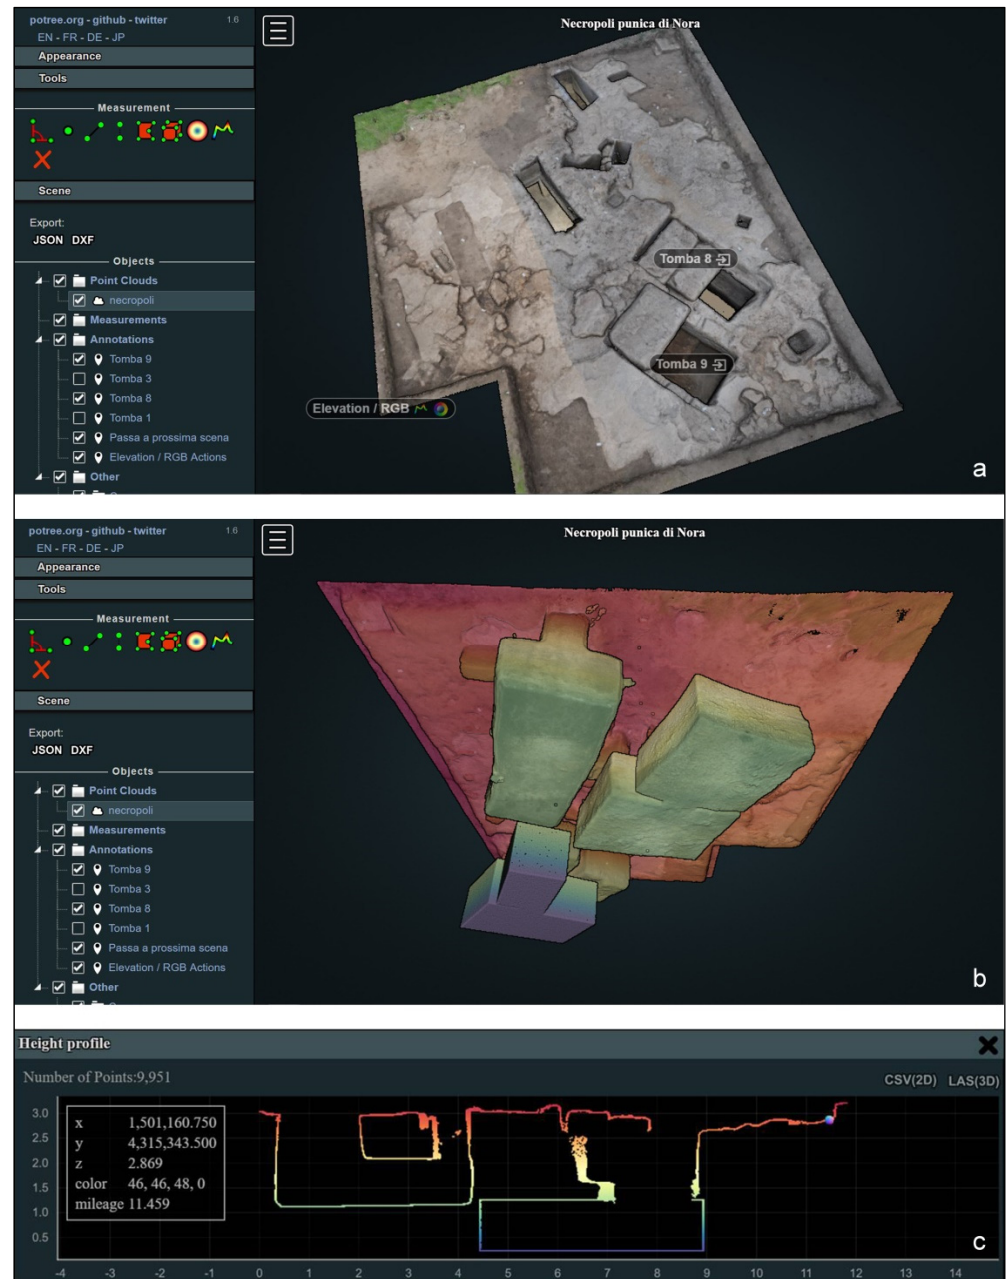 potree.org - github - twitter 1.6
EN - FR - DE - JP
Appearance
Tools
Measurement
Scene
Export:
JSON DXF
Objects
Point Clouds
necropoli
Measurements
Annotations
Tomba 9
Tomba 3
Tomba 8
Tomba 1
Passa a prossima scena
Elevation / RGB Actions
Other
Necropoli punica di Nora
Tomba 8
Tomba 9
Elevation / RGB
a
potree.org - github - twitter 1.6
EN - FR - DE - JP
Appearance
Tools
Measurement
Scene
Export:
JSON DXF
Objects
Point Clouds
necropoli
Measurements
Annotations
Tomba 9
Tomba 3
Tomba 8
Tomba 1
Passa a prossima scena
Elevation / RGB Actions
Other
Necropoli punica di Nora
b
Height profile
Number of Points:9,951
CSV(2D) LAS(3D)
3.0
2.5
2.0
1.5
1.0
0.5
x 1,501,160.750
y 4,315,343.500
z 2.869
color 46, 46, 48, 0
mileage 11.459
c
-4 -3 -2 -1 0 1 2 3 4 5 6 7 8 9 10 11 12 13 14